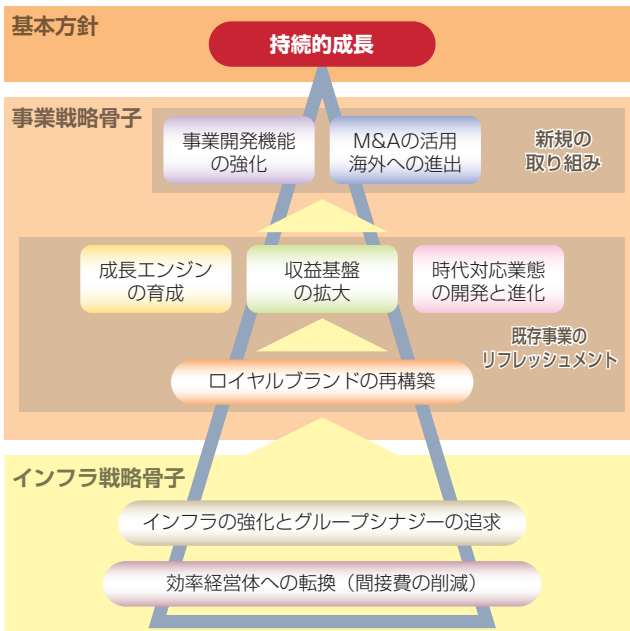 基本方針
持続的成長
事業戦略骨子
事業開発機能
の強化
M&Aの活用
海外への進出
新規の
取り組み
成長エンジン
の育成
収益基盤
の拡大
時代対応業態
の開発と進化
既存事業の
リフレッシュメント
ロイヤルブランドの再構築
インフラ戦略骨子
インフラの強化とグループシナジーの追求
効率経営体への転換（間接費の削減）